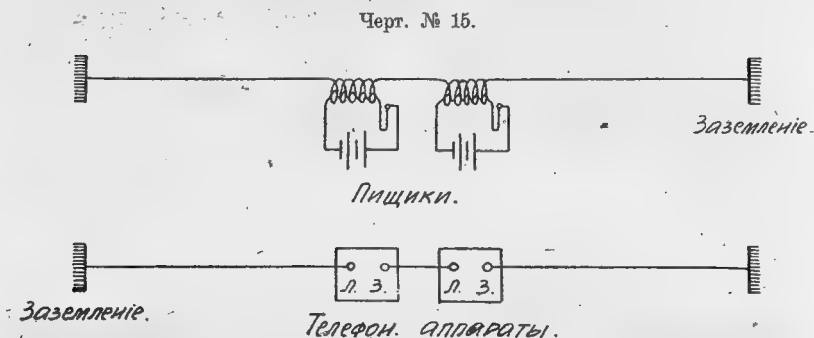 Черт. № 15.
Заземленіе.
Пищики.
Л. З. Л. З.
Заземленіе.
Телефон. аппараты.